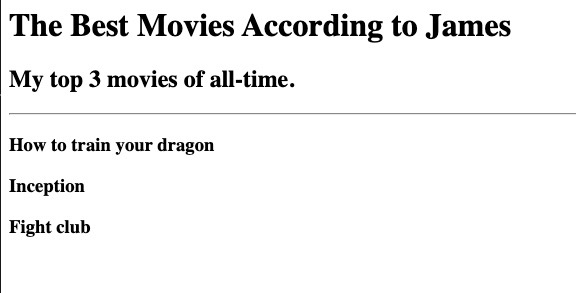 The Best Movies According to James
My top 3 movies of all-time.
How to train your dragon
Inception
Fight club